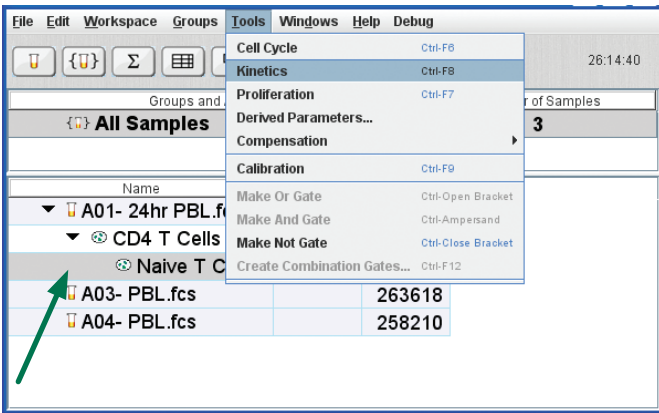 File Edit Workspace Groups Tools Windows Help Debug
Σ
26:14:40
Cell Cycle Ctrl-F6
Kinetics Ctrl-F8
Proliferation Ctrl-F7
Derived Parameters...
Compensation
Calibration Ctrl-F9
Make Or Gate Ctrl-Open Bracket
Make And Gate Ctrl-Ampersand
Make Not Gate Ctrl-Close Bracket
Create Combination Gates... Ctrl-F12
Groups and of Samples
All Samples 3
Name
A01- 24hr PBL.f
CD4 T Cells
Naive T C
A03- PBL.fcs 263618
A04- PBL.fcs 258210